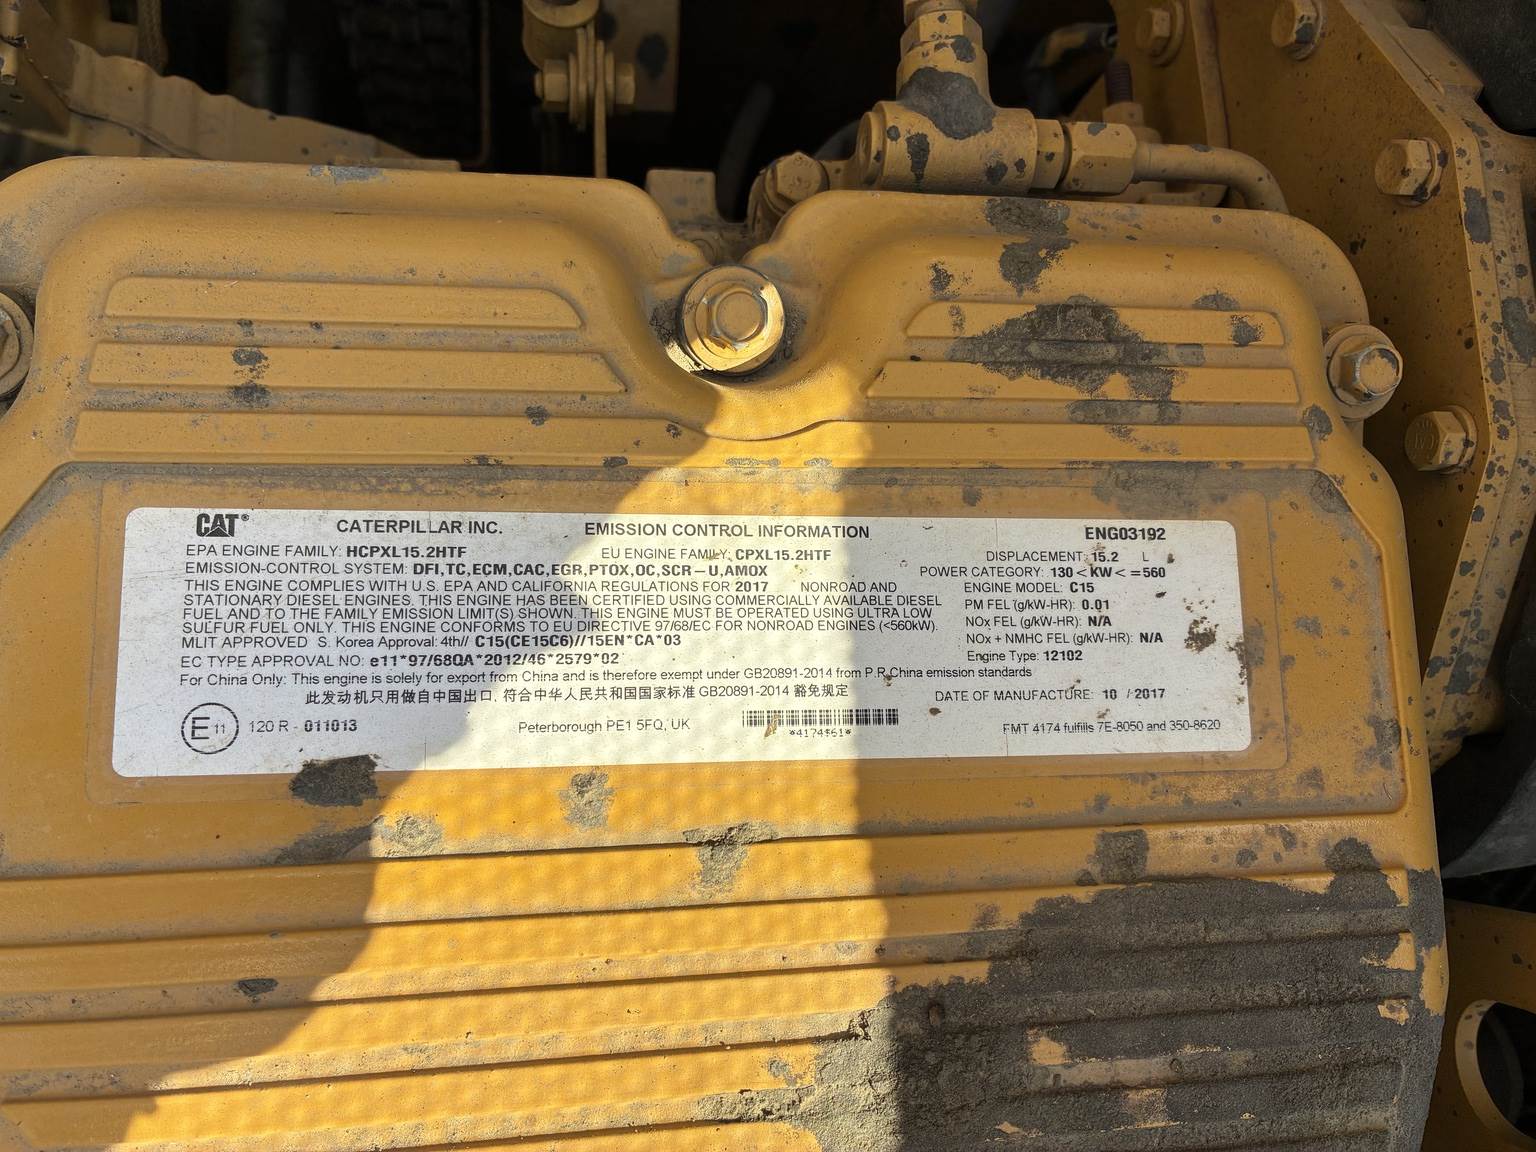 CAT® CATERPILLAR INC. EMISSION CONTROL INFORMATION ENG03192
EPA ENGINE FAMILY: HCPXL15.2HTF EU ENGINE FAMILY: CPXL15.2HTF DISPLACEMENT: 15.2 L
EMISSION-CONTROL SYSTEM: DFI,TC,ECM,CAC,EGR,PTOX,OC,SCR-U,AMOX POWER CATEGORY: 130<KW<=560
THIS ENGINE COMPLIES WITH U.S. EPA AND CALIFORNIA REGULATIONS FOR 2017 NONROAD AND ENGINE MODEL: C15
STATIONARY DIESEL ENGINES. THIS ENGINE HAS BEEN CERTIFIED USING COMMERCIALLY AVAILABLE DIESEL PM FEL (g/kW-HR): 0.01
FUEL AND TO THE FAMILY EMISSION LIMIT(S) SHOWN. THIS ENGINE MUST BE OPERATED USING ULTRA LOW NOx FEL (g/kW-HR): N/A
SULFUR FUEL ONLY. THIS ENGINE CONFORMS TO EU DIRECTIVE 97/68/EC FOR NONROAD ENGINES (<560kW). NOx + NMHC FEL (g/kW-HR): N/A
MLIT APPROVED S. Korea Approval: 4th// C15(CE15C6)//15EN*CA*03 Engine Type: 12102
EC TYPE APPROVAL NO: e11*97/68QA*2012/46*2579*02
For China Only: This engine is solely for export from China and is therefore exempt under GB20891-2014 from P.R.China emission standards
此发动机只用做自中国出口, 符合中华人民共和国国家标准 GB20891-2014 豁免规定 DATE OF MANUFACTURE: 10 / 2017
E 11 120 R - 011013 Peterborough PE1 5FQ, UK *4174$61* FMT 4174 fulfills 7E-8050 and 350-8620